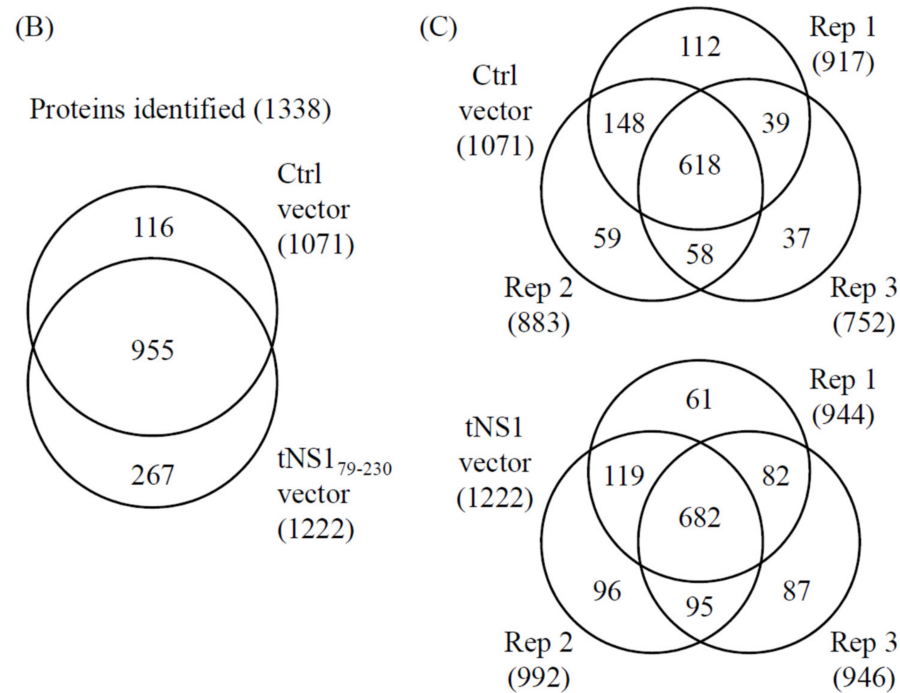 (B)
Proteins identified (1338)
Ctrl
vector
(1071)
116
955
267
tNS179-230
vector
(1222)
(C)
Ctrl
vector
(1071)
Rep 1
(917)
112
148
39
618
59
58
37
Rep 2
(883)
Rep 3
(752)
tNS1
vector
(1222)
Rep 1
(944)
61
119
82
682
96
95
87
Rep 2
(992)
Rep 3
(946)